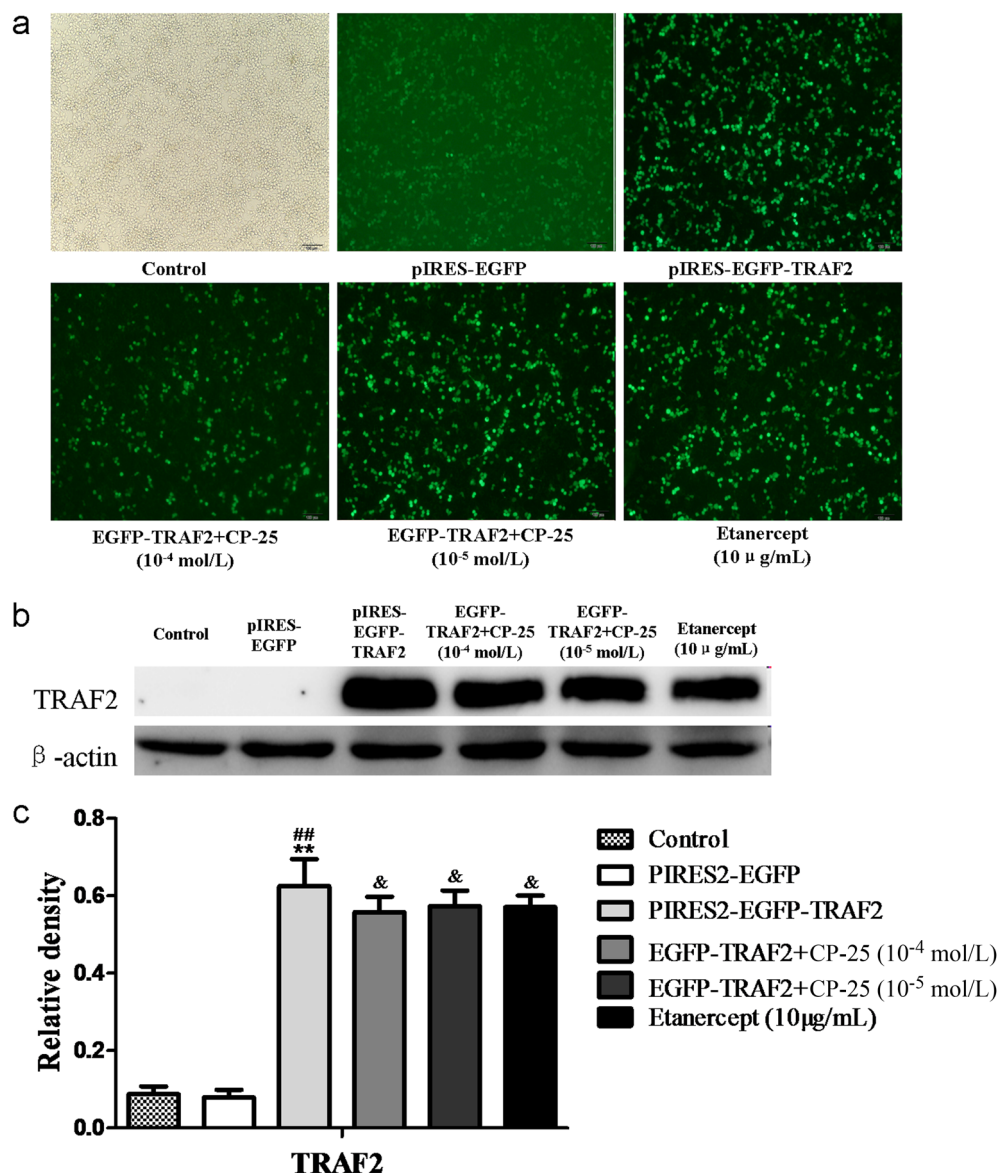 a
Control
pIRES-EGFP
pIRES-EGFP-TRAF2
EGFP-TRAF2+CP-25
(10⁻⁴ mol/L)
EGFP-TRAF2+CP-25
(10⁻⁵ mol/L)
Etanercept
(10 μ g/mL)
b
Control
pIRES-
EGFP
pIRES-
EGFP-
TRAF2
EGFP-
TRAF2+CP-25
(10⁻⁴ mol/L)
EGFP-
TRAF2+CP-25
(10⁻⁵ mol/L)
Etanercept
(10 μ g/mL)
TRAF2
β -actin
c
Relative density
0.8
0.6
0.4
0.2
0.0
##
**
&
&
&
TRAF2
Control
PIRES2-EGFP
PIRES2-EGFP-TRAF2
EGFP-TRAF2+CP-25 (10⁻⁴ mol/L)
EGFP-TRAF2+CP-25 (10⁻⁵ mol/L)
Etanercept (10μg/mL)